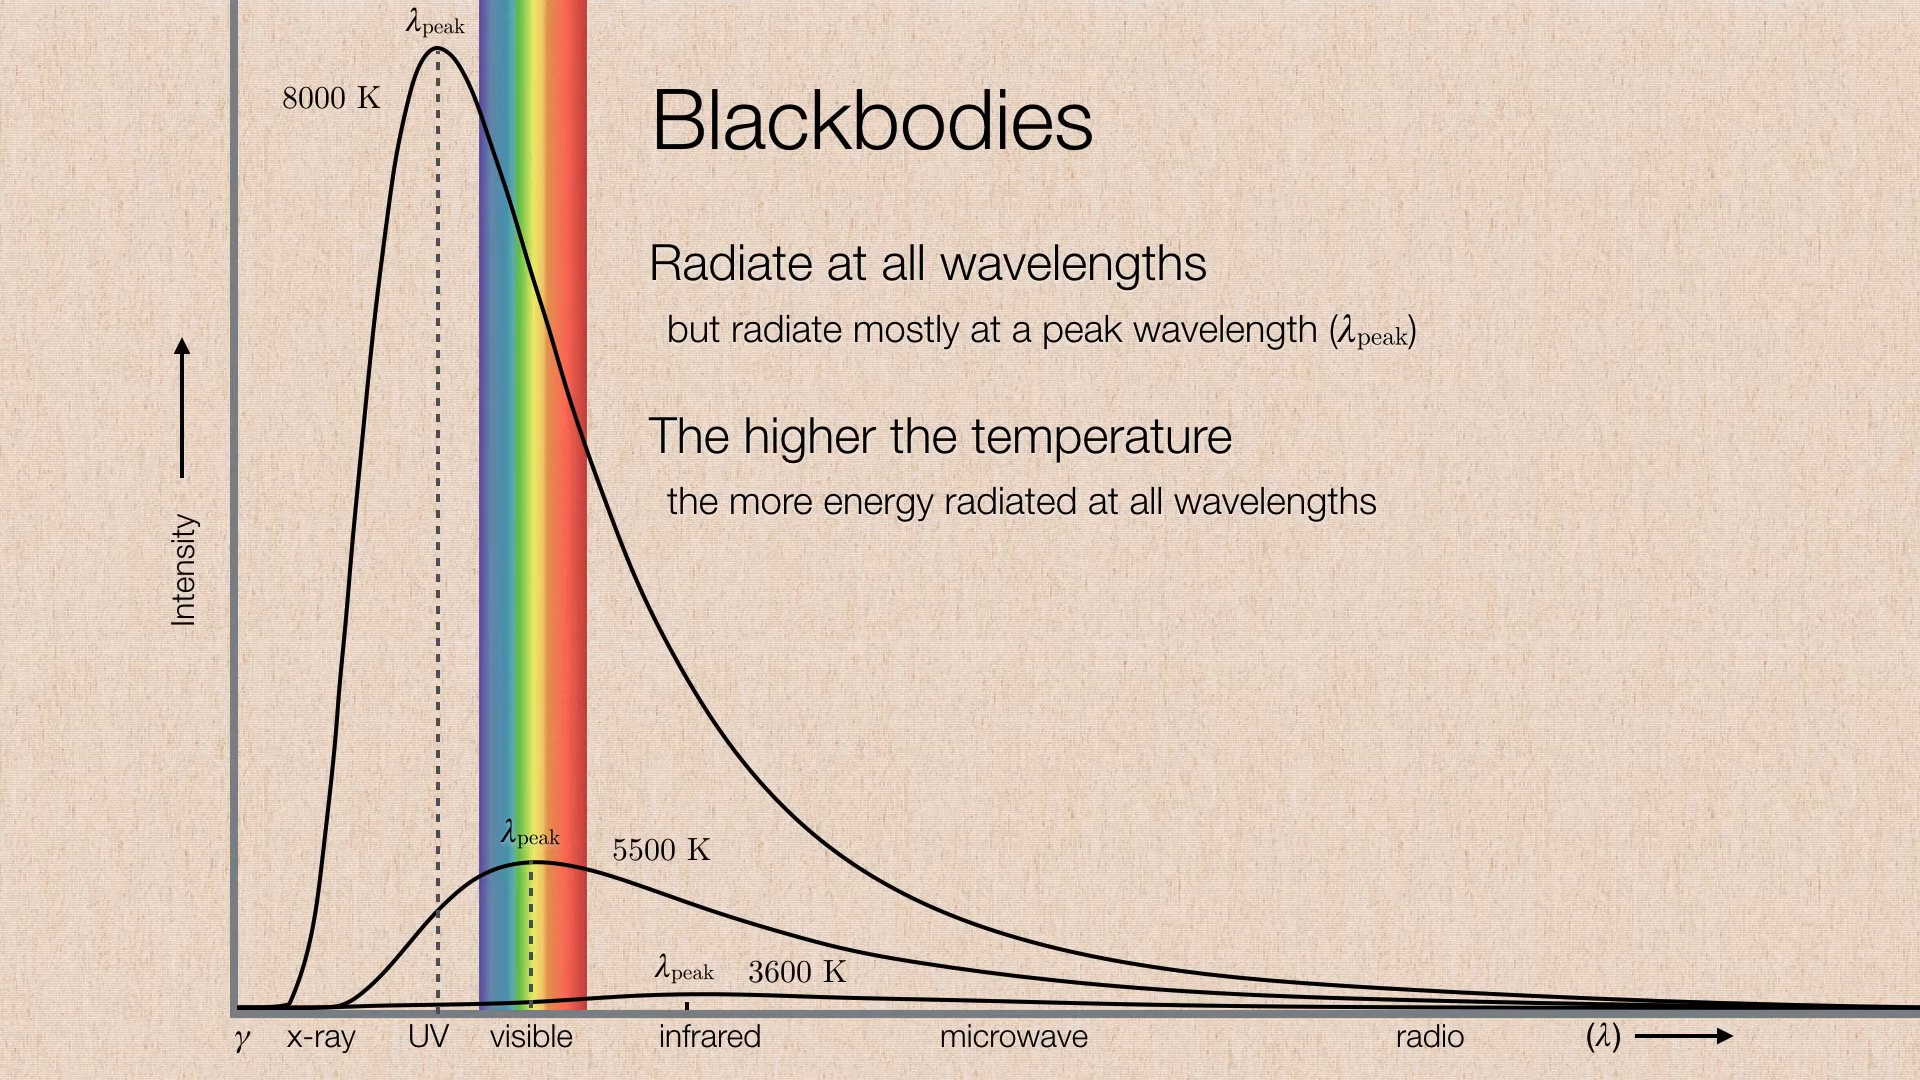 λpeak
8000 K
Blackbodies
Radiate at all wavelengths
but radiate mostly at a peak wavelength (λpeak)
The higher the temperature
the more energy radiated at all wavelengths
Intensity
λpeak
5500 K
λpeak
3600 K
γ x-ray UV visible infrared microwave radio (λ)